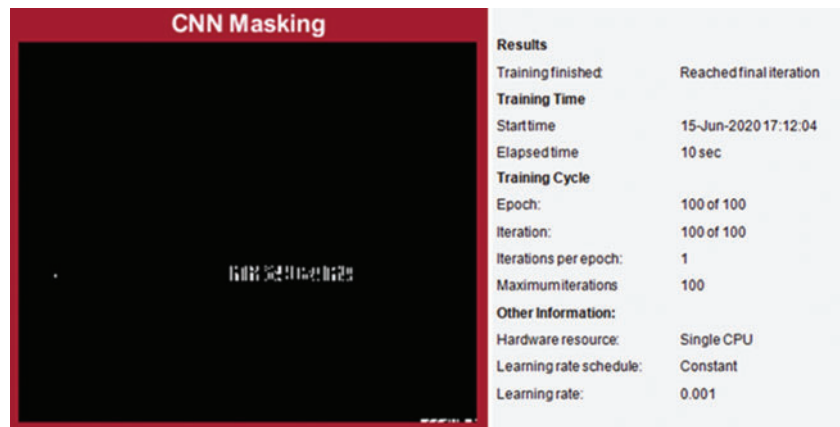 CNN Masking
Results
Training finished: Reached final iteration
Training Time
Start time 15-Jun-2020 17:12:04
Elapsed time 10 sec
Training Cycle
Epoch: 100 of 100
Iteration: 100 of 100
Iterations per epoch: 1
Maximum iterations 100
Other Information:
Hardware resource: Single CPU
Learning rate schedule: Constant
Learning rate: 0.001